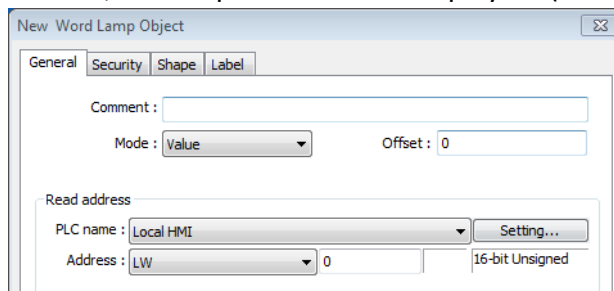 New Word Lamp Object
General Security Shape Label
Comment :
Mode : Value Offset : 0
Read address
PLC name : Local HMI Setting...
Address : LW 0 16-bit Unsigned